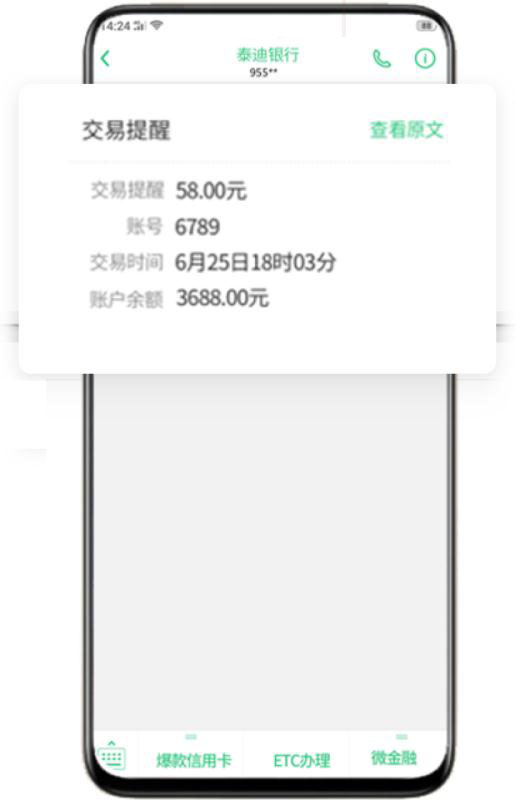 14:24
88
泰迪银行
955**
交易提醒 查看原文
交易提醒 58.00元
账号 6789
交易时间 6月25日18时03分
账户余额 3688.00元
爆款信用卡 ETC办理 微金融